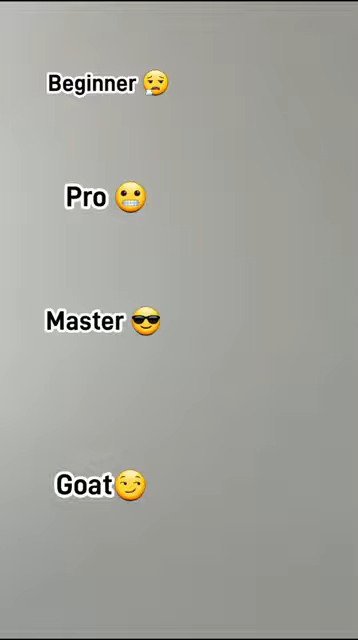 Beginner 😮‍💨
Pro 😬
Master 😎
Goat😏